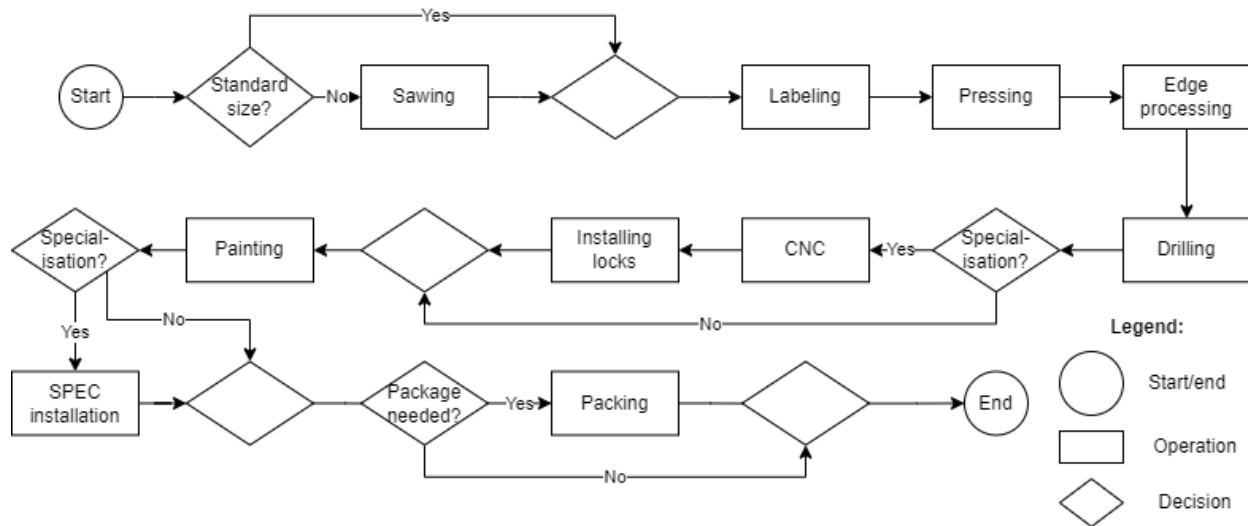 Yes
Start
Standard
size?
No
Sawing
Labeling
Pressing
Edge
processing
Special-
isation?
Painting
Installing
locks
CNC
Yes
Special-
isation?
Drilling
No
Yes
No
Legend:
SPEC
installation
Package
needed?
Yes
Packing
End
Start/end
No
Operation
Decision